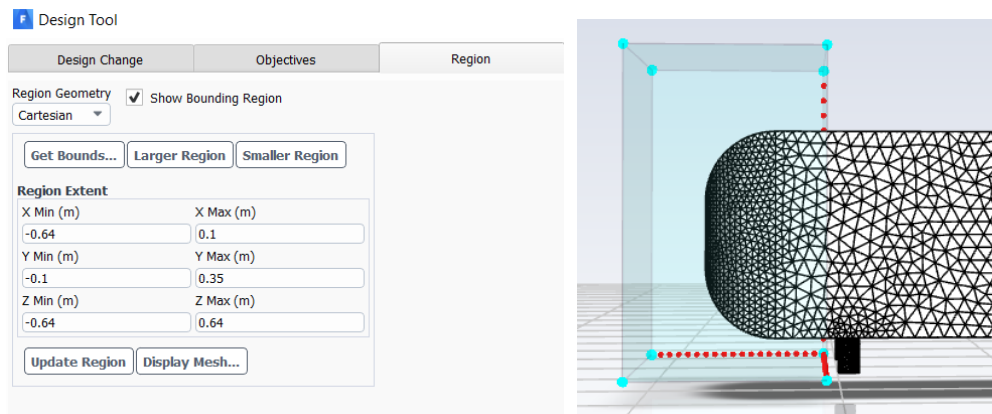 F Design Tool
Design Change Objectives Region
Region Geometry
Show Bounding Region
Cartesian
Get Bounds... Larger Region Smaller Region
Region Extent
X Min (m) X Max (m)
-0.64 0.1
Y Min (m) Y Max (m)
-0.1 0.35
Z Min (m) Z Max (m)
-0.64 0.64
Update Region Display Mesh...